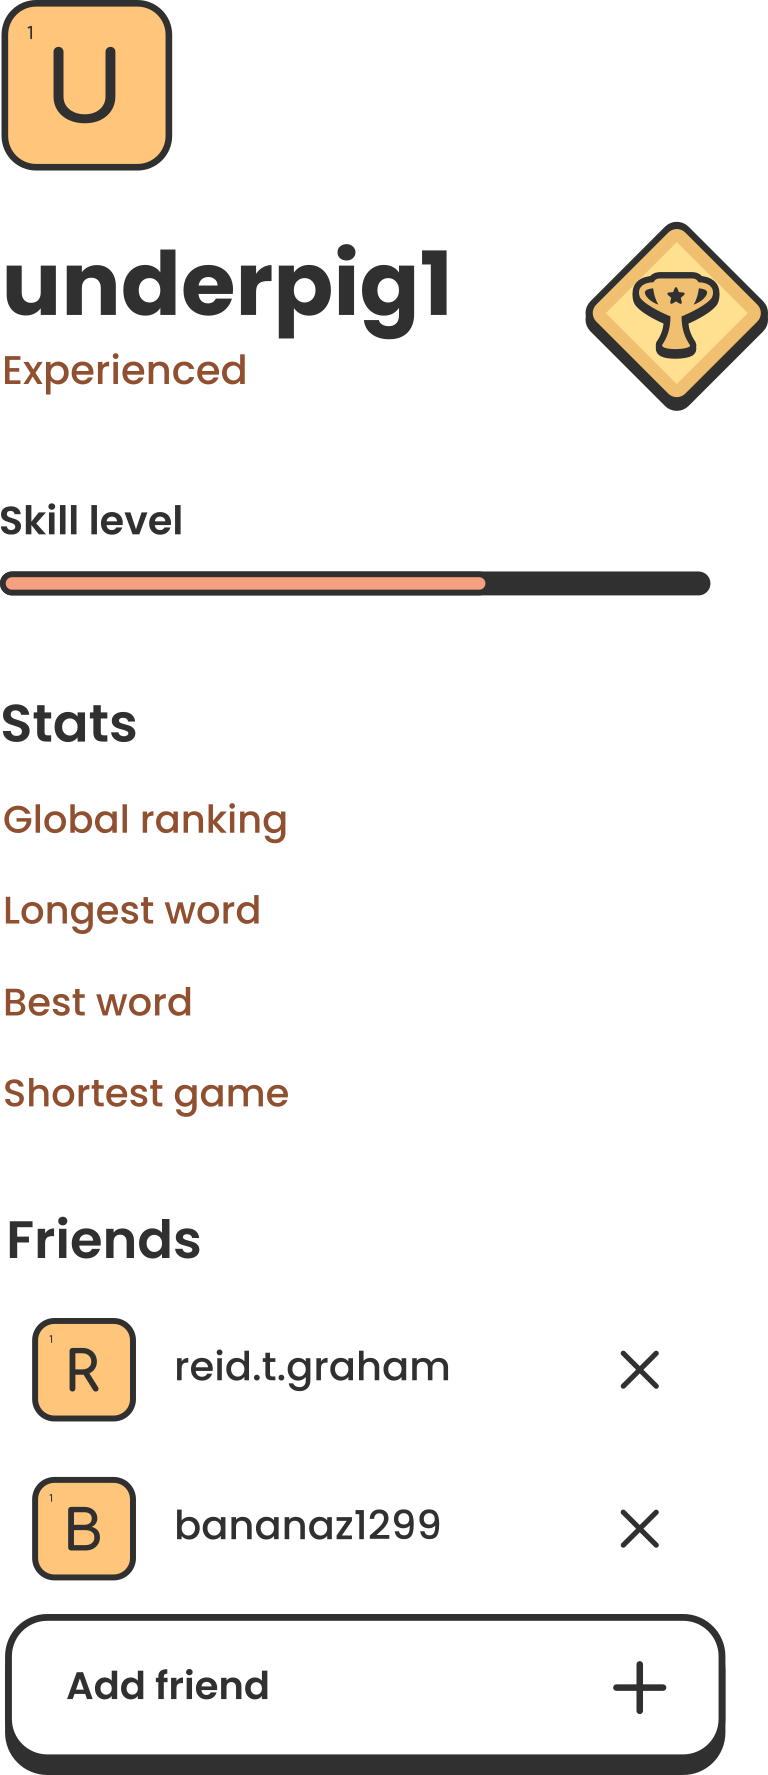 1
U
underpig1
Experienced
Skill level
Stats
Global ranking
Longest word
Best word
Shortest game
Friends
1
R
reid.t.graham
1
B
bananaz1299
Add friend